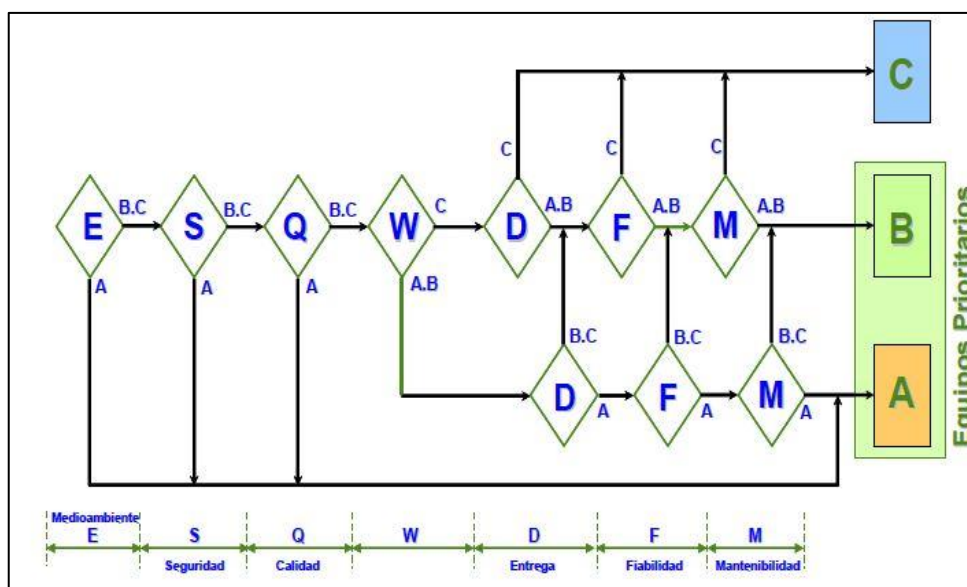 C
C
C
C
B.C
B.C
B.C
C
A.B
A.B
A.B
E
S
Q
W
D
F
M
B
A
A
A
A.B
B.C
B.C
B.C
D
F
M
A
A
A
A
Equipos Prioritarios
Medioambiente
E
S
Q
W
D
F
M
Seguridad
Calidad
Entrega
Fiabilidad
Mantenibilidad